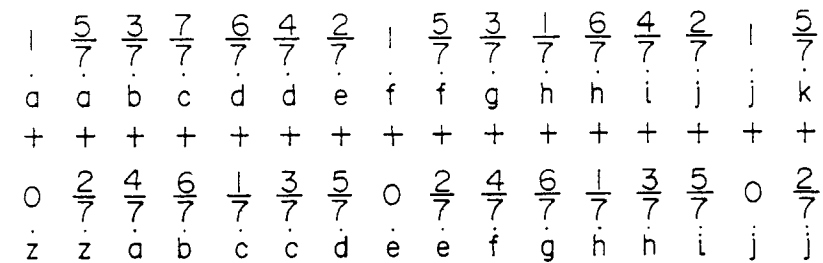 1 5/7 3/7 7/7 6/7 4/7 2/7 1 5/7 3/7 1/7 6/7 4/7 2/7 1 5/7
. . . . . . . . . . . . . . . .
a a b c d d e f f g h h i j j k
+ + + + + + + + + + + + + + + +
0 2/7 4/7 6/7 1/7 3/7 5/7 0 2/7 4/7 6/7 1/7 3/7 5/7 0 2/7
. . . . . . . . . . . . . . . .
z z a b c c d e e f g h h i j j